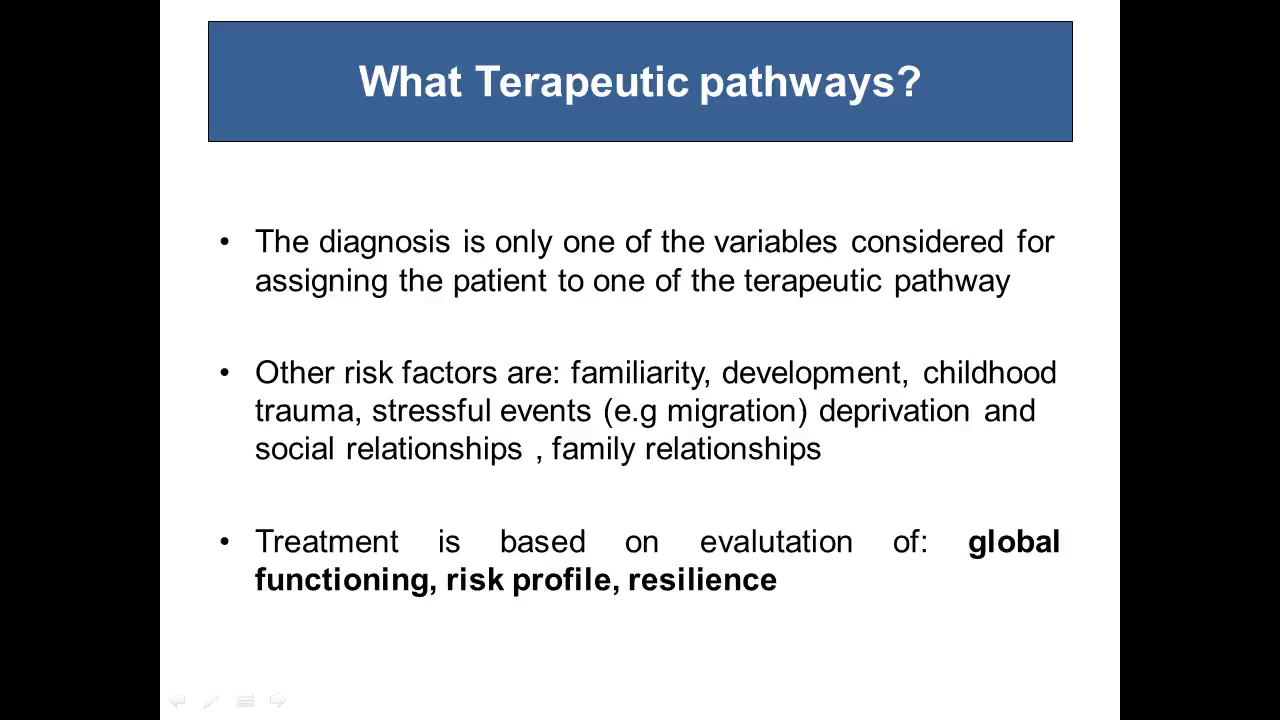 What Terapeutic pathways?
• The diagnosis is only one of the variables considered for
assigning the patient to one of the terapeutic pathway
• Other risk factors are: familiarity, development, childhood
trauma, stressful events (e.g migration) deprivation and
social relationships , family relationships
• Treatment is based on evalutation of: global
functioning, risk profile, resilience